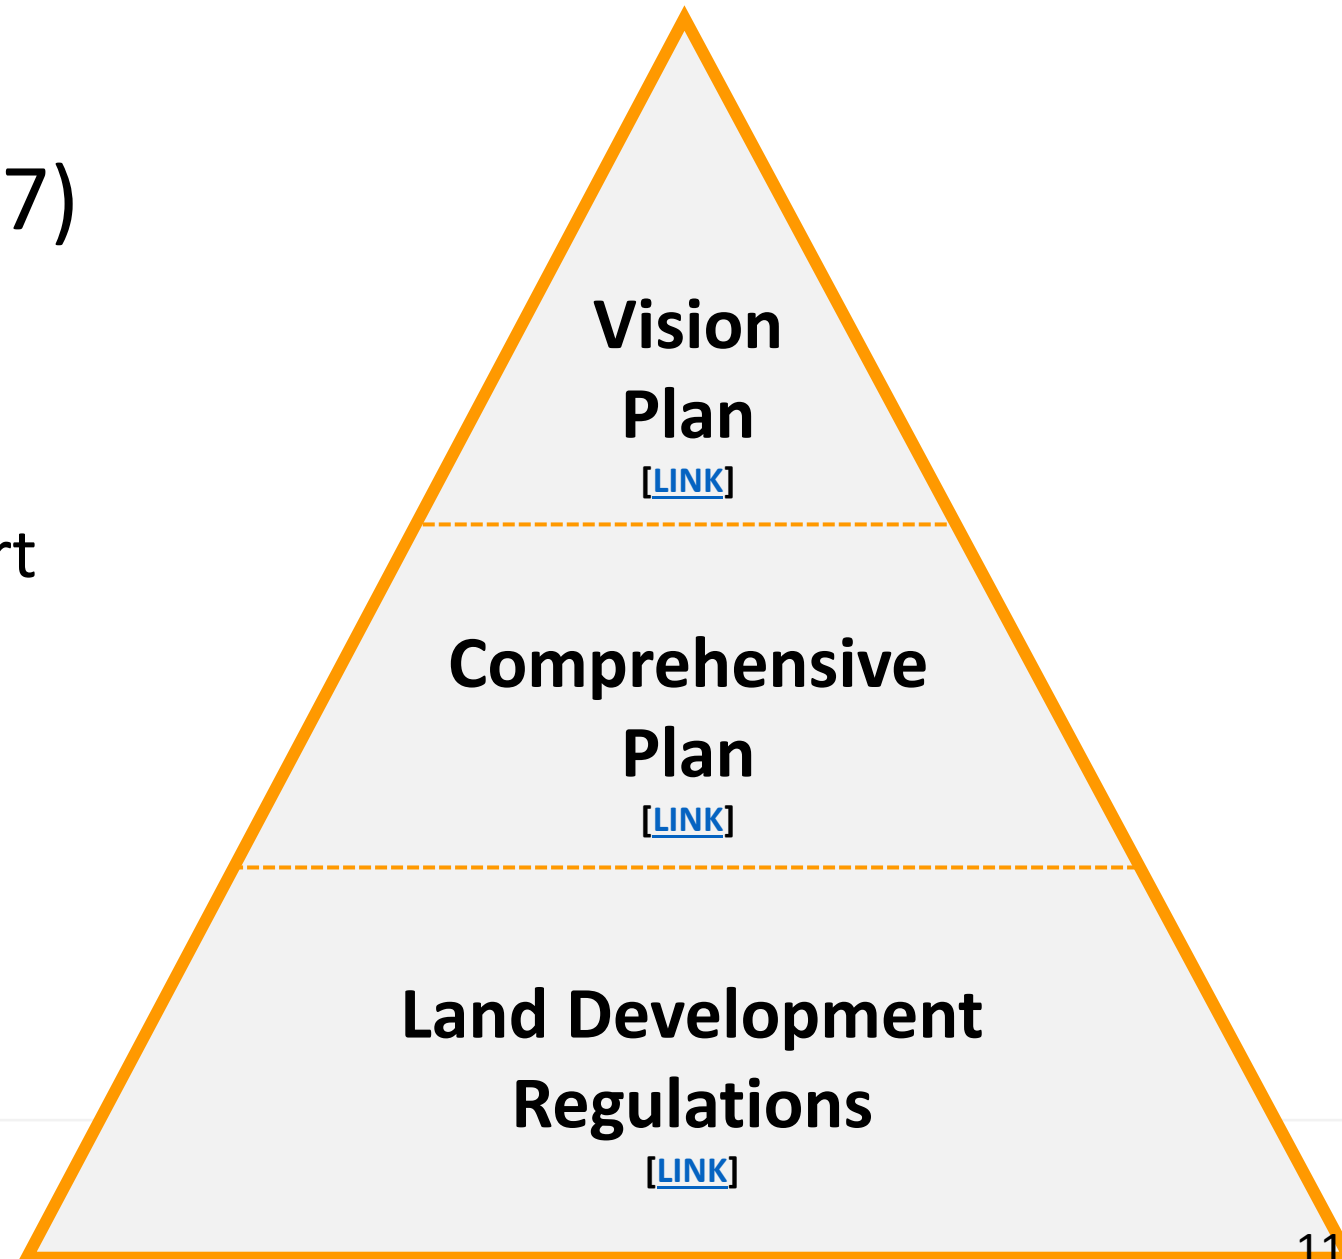 7)
Vision
Plan
[LINK]
rt
Comprehensive
Plan
[LINK]
Land Development
Regulations
[LINK]
11